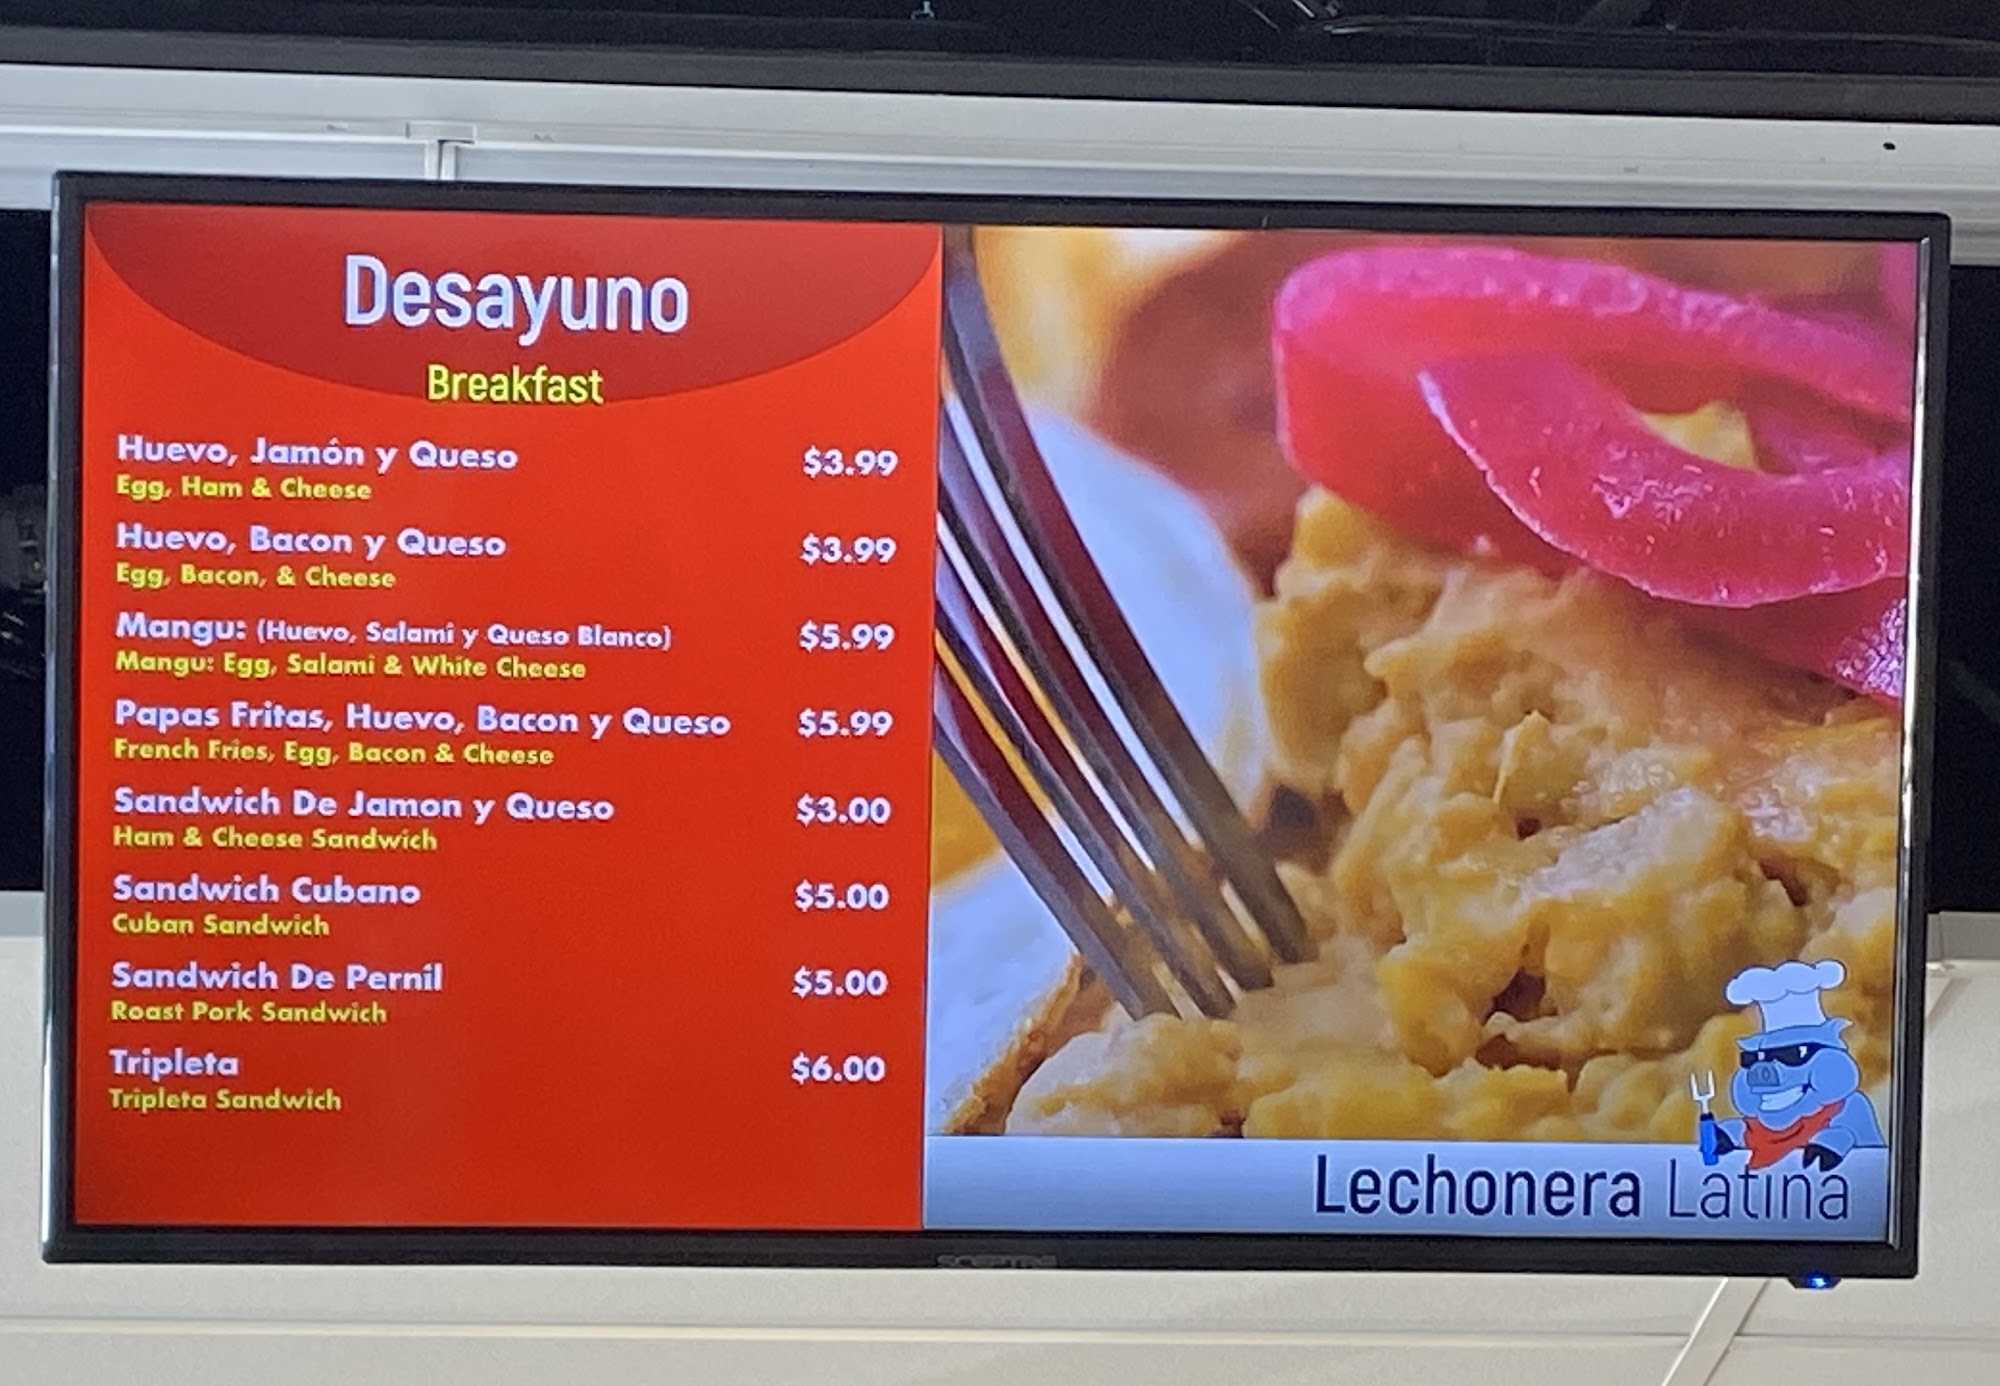 Desayuno
Breakfast
Huevo, Jamón y Queso $3.99
Egg, Ham & Cheese
Huevo, Bacon y Queso $3.99
Egg, Bacon, & Cheese
Mangu: (Huevo, Salami y Queso Blanco) $5.99
Mangu: Egg, Salami & White Cheese
Papas Fritas, Huevo, Bacon y Queso $5.99
French Fries, Egg, Bacon & Cheese
Sandwich De Jamon y Queso $3.00
Ham & Cheese Sandwich
Sandwich Cubano $5.00
Cuban Sandwich
Sandwich De Pernil $5.00
Roast Pork Sandwich
Tripleta $6.00
Tripleta Sandwich
Lechonera Latina
SCEPTRE